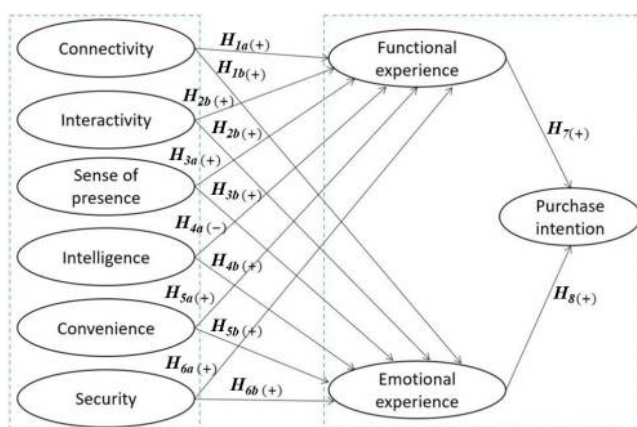 Connectivity
Interactivity
Sense of
presence
Intelligence
Convenience
Security
H1a(+)
H1b(+)
H2b(+)
H2b(+)
H3a(+)
H3b(+)
H4a(−)
H4b(+)
H5a(+)
H5b(+)
H6a(+)
H6b(+)
Functional
experience
Emotional
experience
H7(+)
H8(+)
Purchase
intention